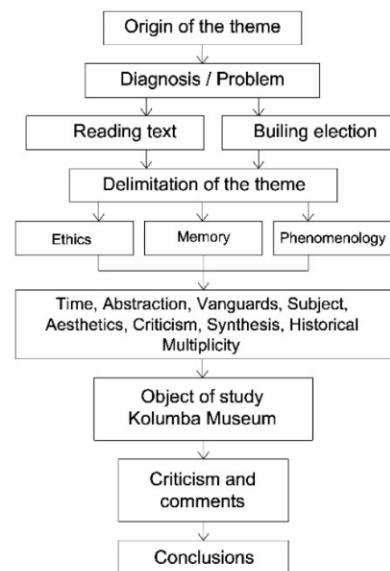 Origin of the theme
Diagnosis / Problem
Reading text
Builing election
Delimitation of the theme
Ethics
Memory
Phenomenology
Time, Abstraction, Vanguards, Subject,
Aesthetics, Criticism, Synthesis, Historical
Multiplicity
Object of study
Kolumba Museum
Criticism and
comments
Conclusions